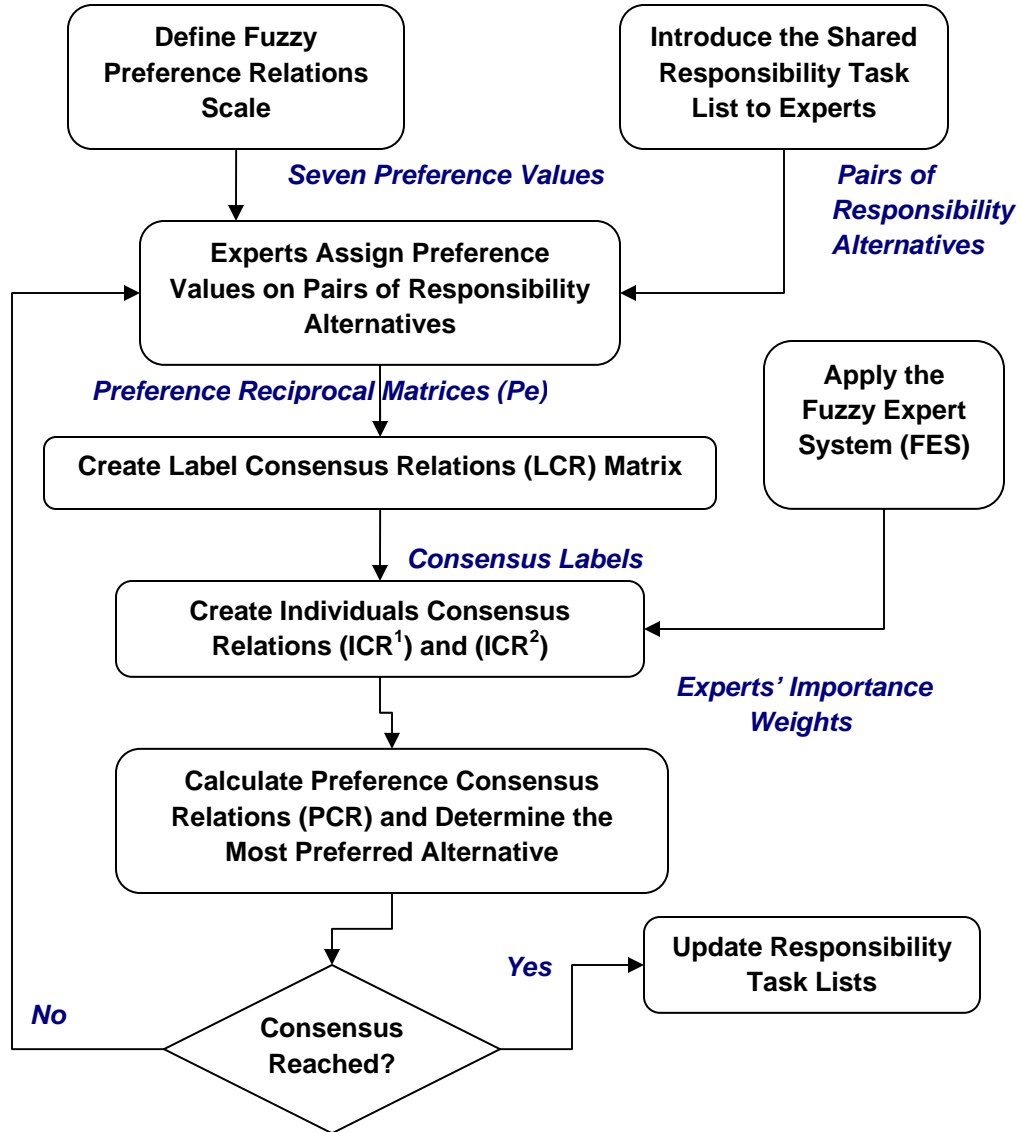 Define Fuzzy
Preference Relations
Scale
Introduce the Shared
Responsibility Task
List to Experts
Seven Preference Values
Pairs of
Responsibility
Alternatives
Experts Assign Preference
Values on Pairs of Responsibility
Alternatives
Preference Reciprocal Matrices (Pe)
Apply the
Fuzzy Expert
System (FES)
Create Label Consensus Relations (LCR) Matrix
Consensus Labels
Create Individuals Consensus
Relations (ICR¹) and (ICR²)
Experts’ Importance
Weights
Calculate Preference Consensus
Relations (PCR) and Determine the
Most Preferred Alternative
Yes
Update Responsibility
Task Lists
No
Consensus
Reached?